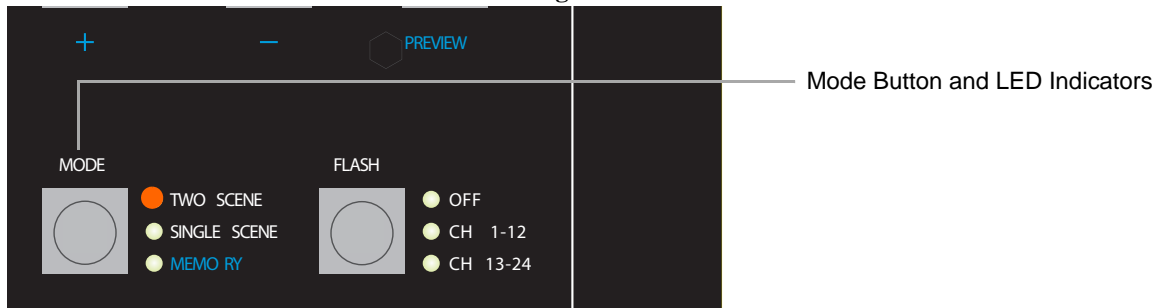 + − PREVIEW
Mode Button and LED Indicators
MODE FLASH
TWO SCENE OFF
SINGLE SCENE CH 1-12
MEMO RY CH 13-24